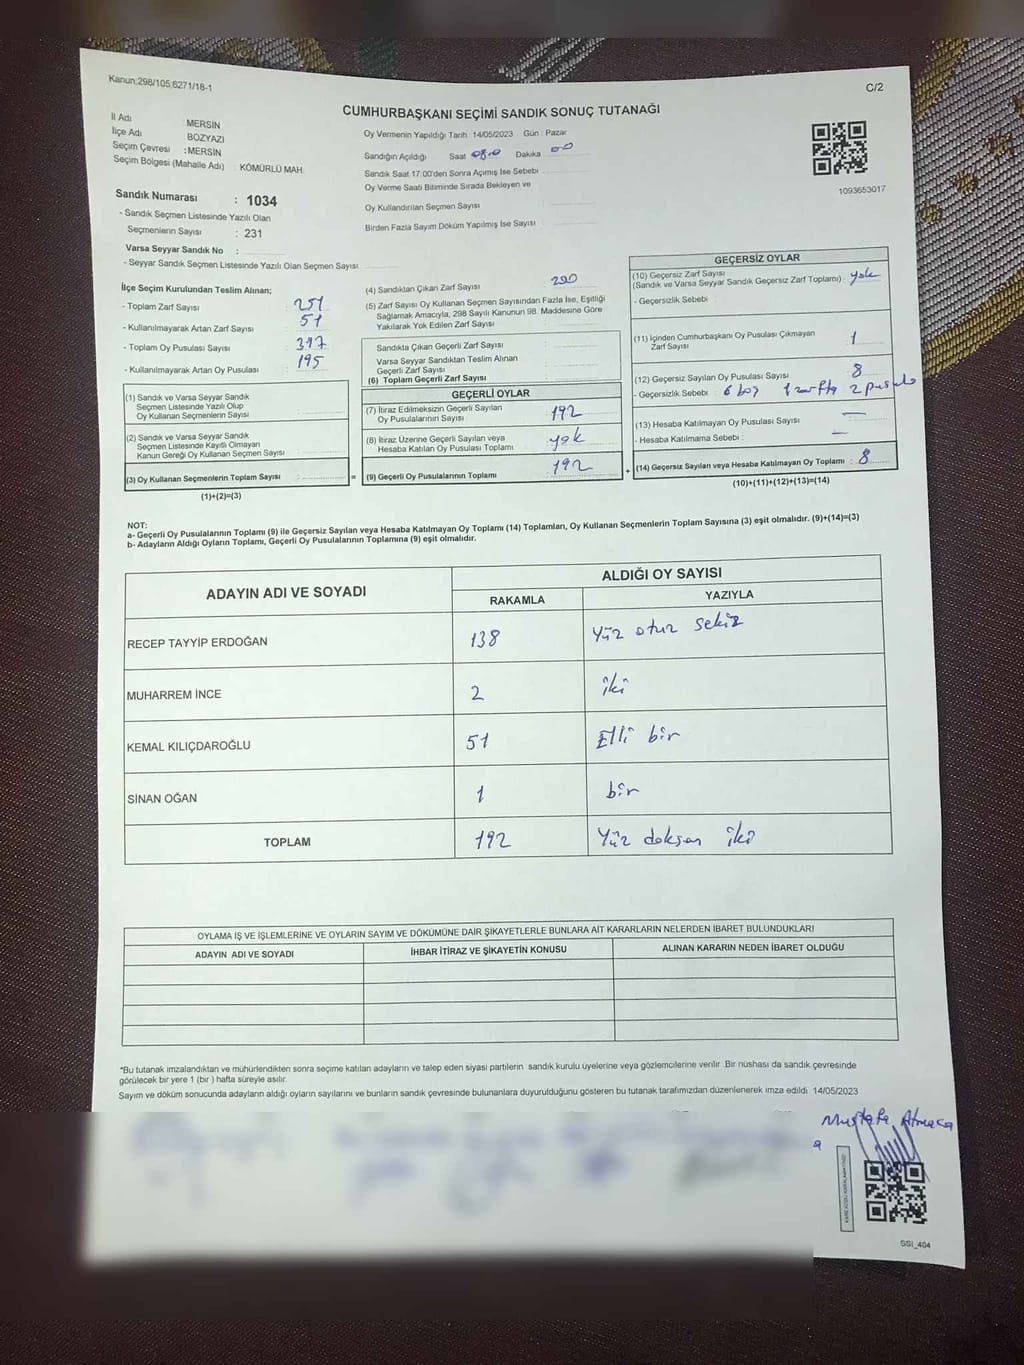 Kanun:298/105;6271/18-1
C/2
CUMHURBAŞKANI SEÇİMİ SANDIK SONUÇ TUTANAĞI
İl Adı MERSİN
İlçe Adı BOZYAZI
Seçim Çevresi : MERSİN
Seçim Bölgesi (Mahalle Adı) : KÖMÜRLÜ MAH.
Sandık Numarası : 1034
- Sandık Seçmen Listesinde Yazılı Olan
Seçmenlerin Sayısı : 231
Varsa Seyyar Sandık No :
- Seyyar Sandık Seçmen Listesinde Yazılı Olan Seçmen Sayısı
Oy Vermenin Yapıldığı Tarih : 14/05/2023 Gün : Pazar
Sandığın Açıldığı Saat 08.0 Dakika 00
Sandık Saat 17:00'den Sonra Açımış İse Sebebi
Oy Verme Saati Bitiminde Sırada Bekleyen ve
Oy Kullandırılan Seçmen Sayısı
Birden Fazla Sayım Döküm Yapılmış İse Sayısı
1093653017
İlçe Seçim Kurulundan Teslim Alınan;
- Toplam Zarf Sayısı : 251
- Kullanılmayarak Artan Zarf Sayısı : 51
- Toplam Oy Pusulası Sayısı : 397
- Kullanılmayarak Artan Oy Pusulası : 195
(1) Sandık ve Varsa Seyyar Sandık
Seçmen Listesinde Yazılı Olup
Oy Kullanan Seçmenlerin Sayısı :
(2) Sandık ve Varsa Seyyar Sandık
Seçmen Listesinde Kayıtlı Olmayan
Kanun Gereği Oy Kullanan Seçmen Sayısı :
(3) Oy Kullanan Seçmenlerin Toplam Sayısı :
(1)+(2)=(3)
(4) Sandıktan Çıkan Zarf Sayısı : 200
(5) Zarf Sayısı Oy Kullanan Seçmen Sayısından Fazla İse, Eşitliği
Sağlamak Amacıyla, 298 Sayılı Kanunun 98. Maddesine Göre
Yakılarak Yok Edilen Zarf Sayısı :
Sandıkta Çıkan Geçerli Zarf Sayısı :
Varsa Seyyar Sandıktan Teslim Alınan
Geçerli Zarf Sayısı :
(6) Toplam Geçerli Zarf Sayısı :
GEÇERLİ OYLAR
(7) İtiraz Edilmeksizin Geçerli Sayılan
Oy Pusulalarının Sayısı : 192
(8) İtiraz Üzerine Geçerli Sayılan veya
Hesaba Katılan Oy Pusulası Toplamı : yok
= (9) Geçerli Oy Pusulalarının Toplamı : 192
GEÇERSİZ OYLAR
(10) Geçersiz Zarf Sayısı
(Sandık ve Varsa Seyyar Sandık Geçersiz Zarf Toplamı) : yok
- Geçersizlik Sebebi :
(11) İçinden Cumhurbaşkanı Oy Pusulası Çıkmayan
Zarf Sayısı : 1
(12) Geçersiz Sayılan Oy Pusulası Sayısı : 8
- Geçersizlik Sebebi : 6 boş 1 zarfta 2 pusula
(13) Hesaba Katılmayan Oy Pusulası Sayısı : —
- Hesaba Katılmama Sebebi : —
+ (14) Geçersiz Sayılan veya Hesaba Katılmayan Oy Toplamı : 8
(10)+(11)+(12)+(13)=(14)
NOT:
a- Geçerli Oy Pusulalarının Toplamı (9) ile Geçersiz Sayılan veya Hesaba Katılmayan Oy Toplamı (14) Toplamları, Oy Kullanan Seçmenlerin Toplam Sayısına (3) eşit olmalıdır. (9)+(14)=(3)
b- Adayların Aldığı Oyların Toplamı, Geçerli Oy Pusulalarının Toplamına (9) eşit olmalıdır.
ADAYIN ADI VE SOYADI
ALDIĞI OY SAYISI
RAKAMLA YAZIYLA
RECEP TAYYİP ERDOĞAN 138 Yüz otuz sekiz
MUHARREM İNCE 2 iki
KEMAL KILIÇDAROĞLU 51 Elli bir
SİNAN OĞAN 1 bir
TOPLAM 192 Yüz doksan iki
OYLAMA İŞ VE İŞLEMLERİNE VE OYLARIN SAYIM VE DÖKÜMÜNE DAİR ŞİKAYETLERLE BUNLARA AİT KARARLARIN NELERDEN İBARET BULUNDUKLARI
ADAYIN ADI VE SOYADI İHBAR İTİRAZ VE ŞİKAYETİN KONUSU ALINAN KARARIN NEDEN İBARET OLDUĞU
*Bu tutanak imzalandıktan ve mühürlendikten sonra seçime katılan adayların ve talep eden siyasi partilerin sandık kurulu üyelerine veya gözlemcilerine verilir .Bir nüshası da sandık çevresinde
görülecek bir yere 1 (bir ) hafta süreyle asılır.
Sayım ve döküm sonucunda adayların aldığı oyların sayılarını ve bunların sandık çevresinde bulunanlara duyurulduğunu gösteren bu tutanak tarafımızdan düzenlenerek imza edildi 14/05/2023
Mustafa Atmaca
SSI_404